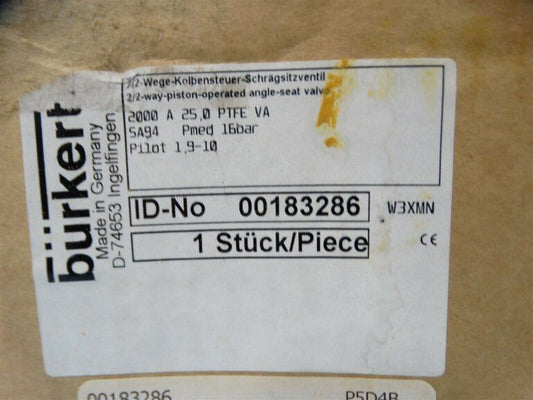 2/2-Wege-Kolbensteuer-Schrägsitzventil
2/2-way-piston-operated angle-seat valve
2000 A 25,0 PTFE VA
SA94 Pmed 16bar
Pilot 1,9-10
ID-No 00183286 W3XMN
1 Stück/Piece CE
bürkert
Made in Germany
D-74653 Ingelfingen
00183286 P5D4B